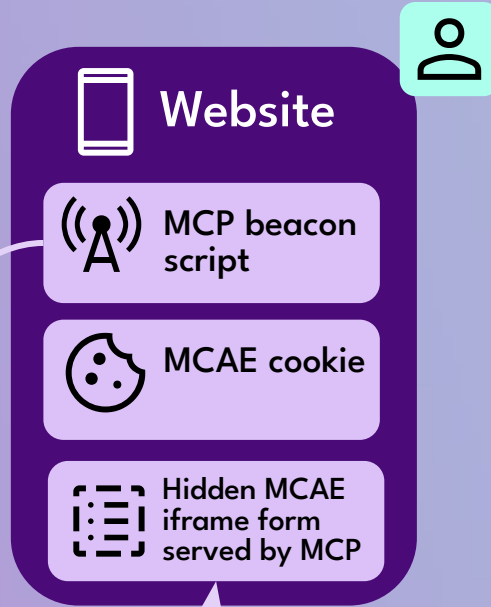 Website
MCP beacon
script
MCAE cookie
Hidden MCAE
iframe form
served by MCP